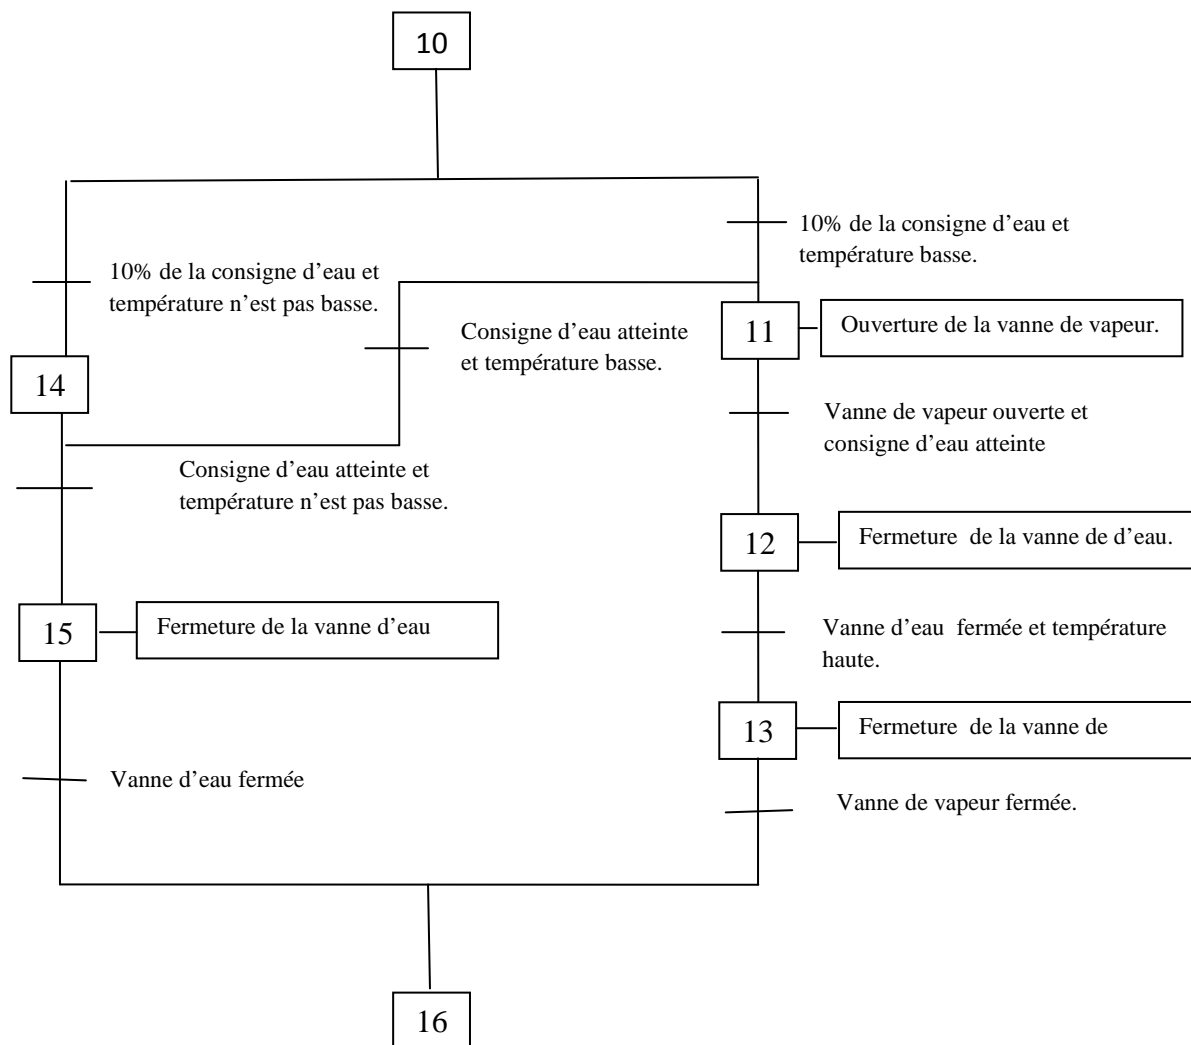 10
10% de la consigne d'eau et
température basse.
10% de la consigne d'eau et
température n'est pas basse.
11
Ouverture de la vanne de vapeur.
Consigne d'eau atteinte
et température basse.
14
Vanne de vapeur ouverte et
consigne d'eau atteinte
Consigne d'eau atteinte et
température n'est pas basse.
12
Fermeture de la vanne de d'eau.
15
Fermeture de la vanne d'eau
Vanne d'eau fermée et température
haute.
13
Fermeture de la vanne de
Vanne d'eau fermée
Vanne de vapeur fermée.
16